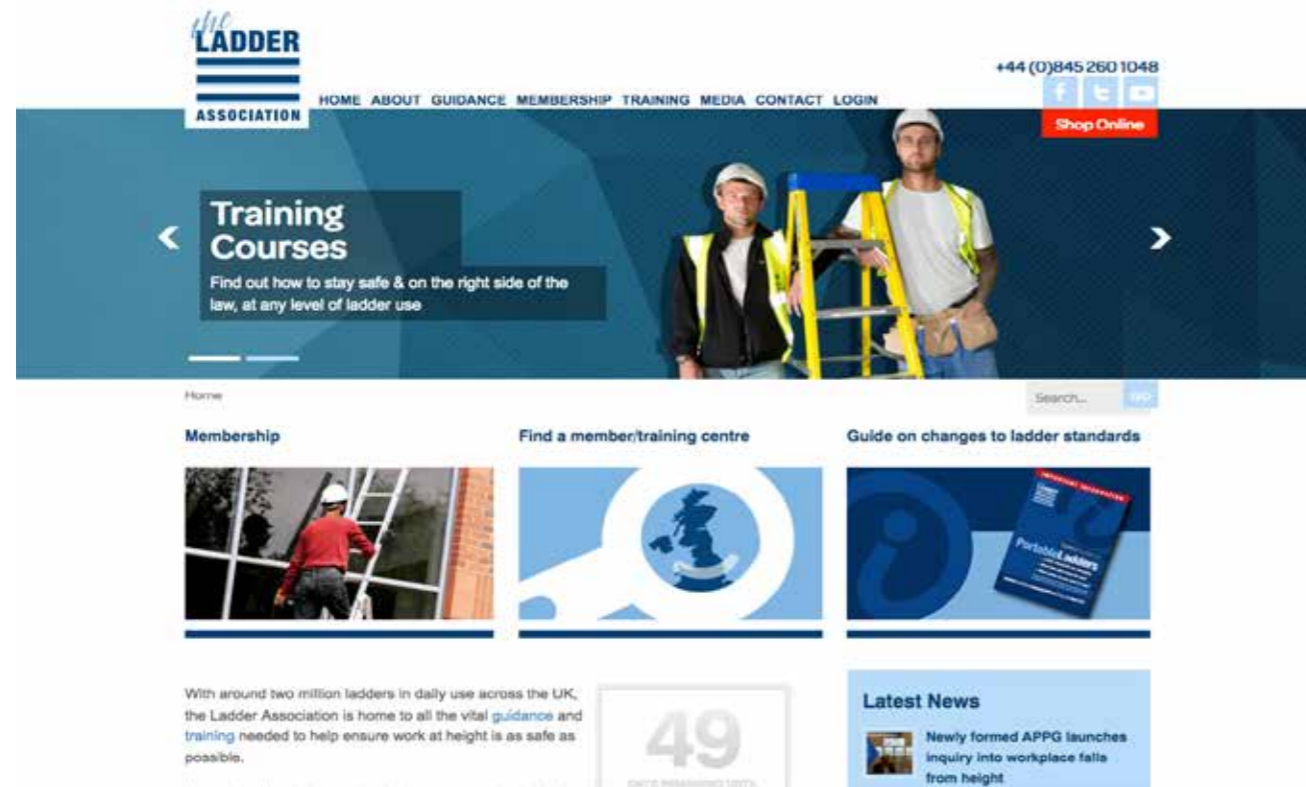 the
LADDER
ASSOCIATION
+44 (0)845 260 1048
HOME ABOUT GUIDANCE MEMBERSHIP TRAINING MEDIA CONTACT LOGIN
Shop Online
Training
Courses
Find out how to stay safe & on the right side of the
law, at any level of ladder use
Home
Search...
GO
Membership
Find a member/training centre
Guide on changes to ladder standards
IMPORTANT INFORMATION
PortableLadders
With around two million ladders in daily use across the UK,
the Ladder Association is home to all the vital guidance and
training needed to help ensure work at height is as safe as
possible.
49
DAYS REMAINING UNTIL
Latest News
Newly formed APPG launches
inquiry into workplace falls
from height